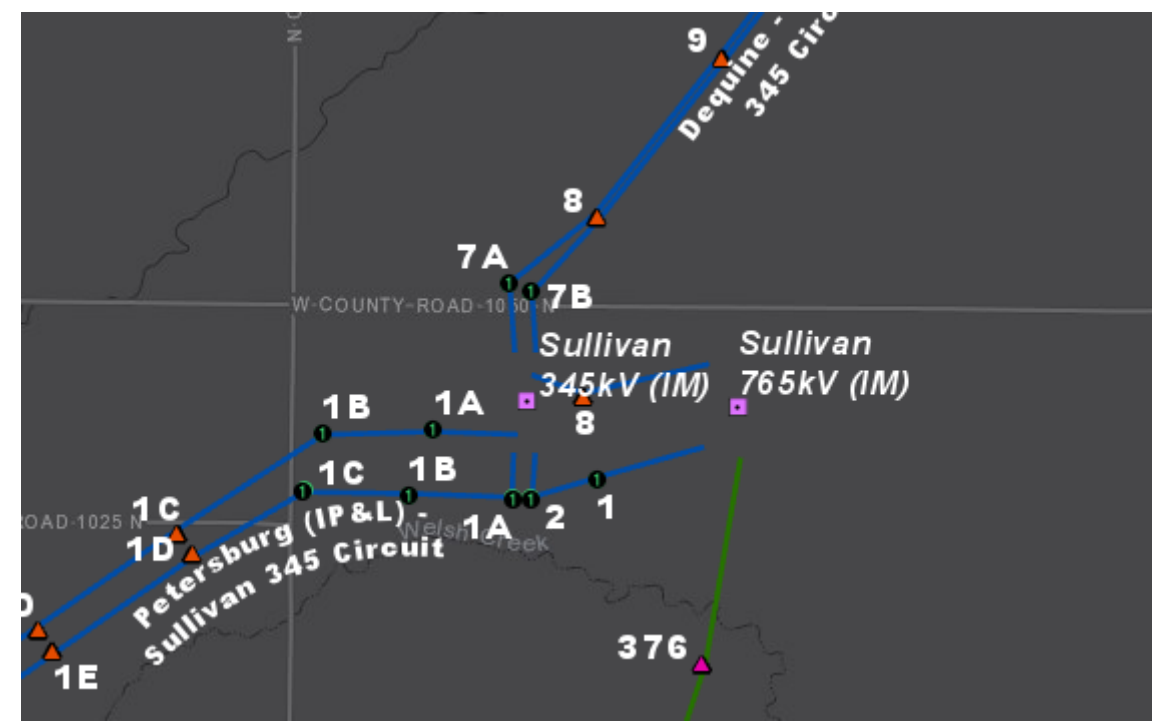 N-C
9
Dequine -
345 Circ
8
7A
7B
W-COUNTY-ROAD-1050-N
Sullivan
345kV (IM)
Sullivan
765kV (IM)
8
1B
1A
1C
1B
1A
2
1
1C
1D
OAD-1025 N
Petersburg (IP&L) -
Sullivan 345 Circuit
Welsh Creek
1E
376